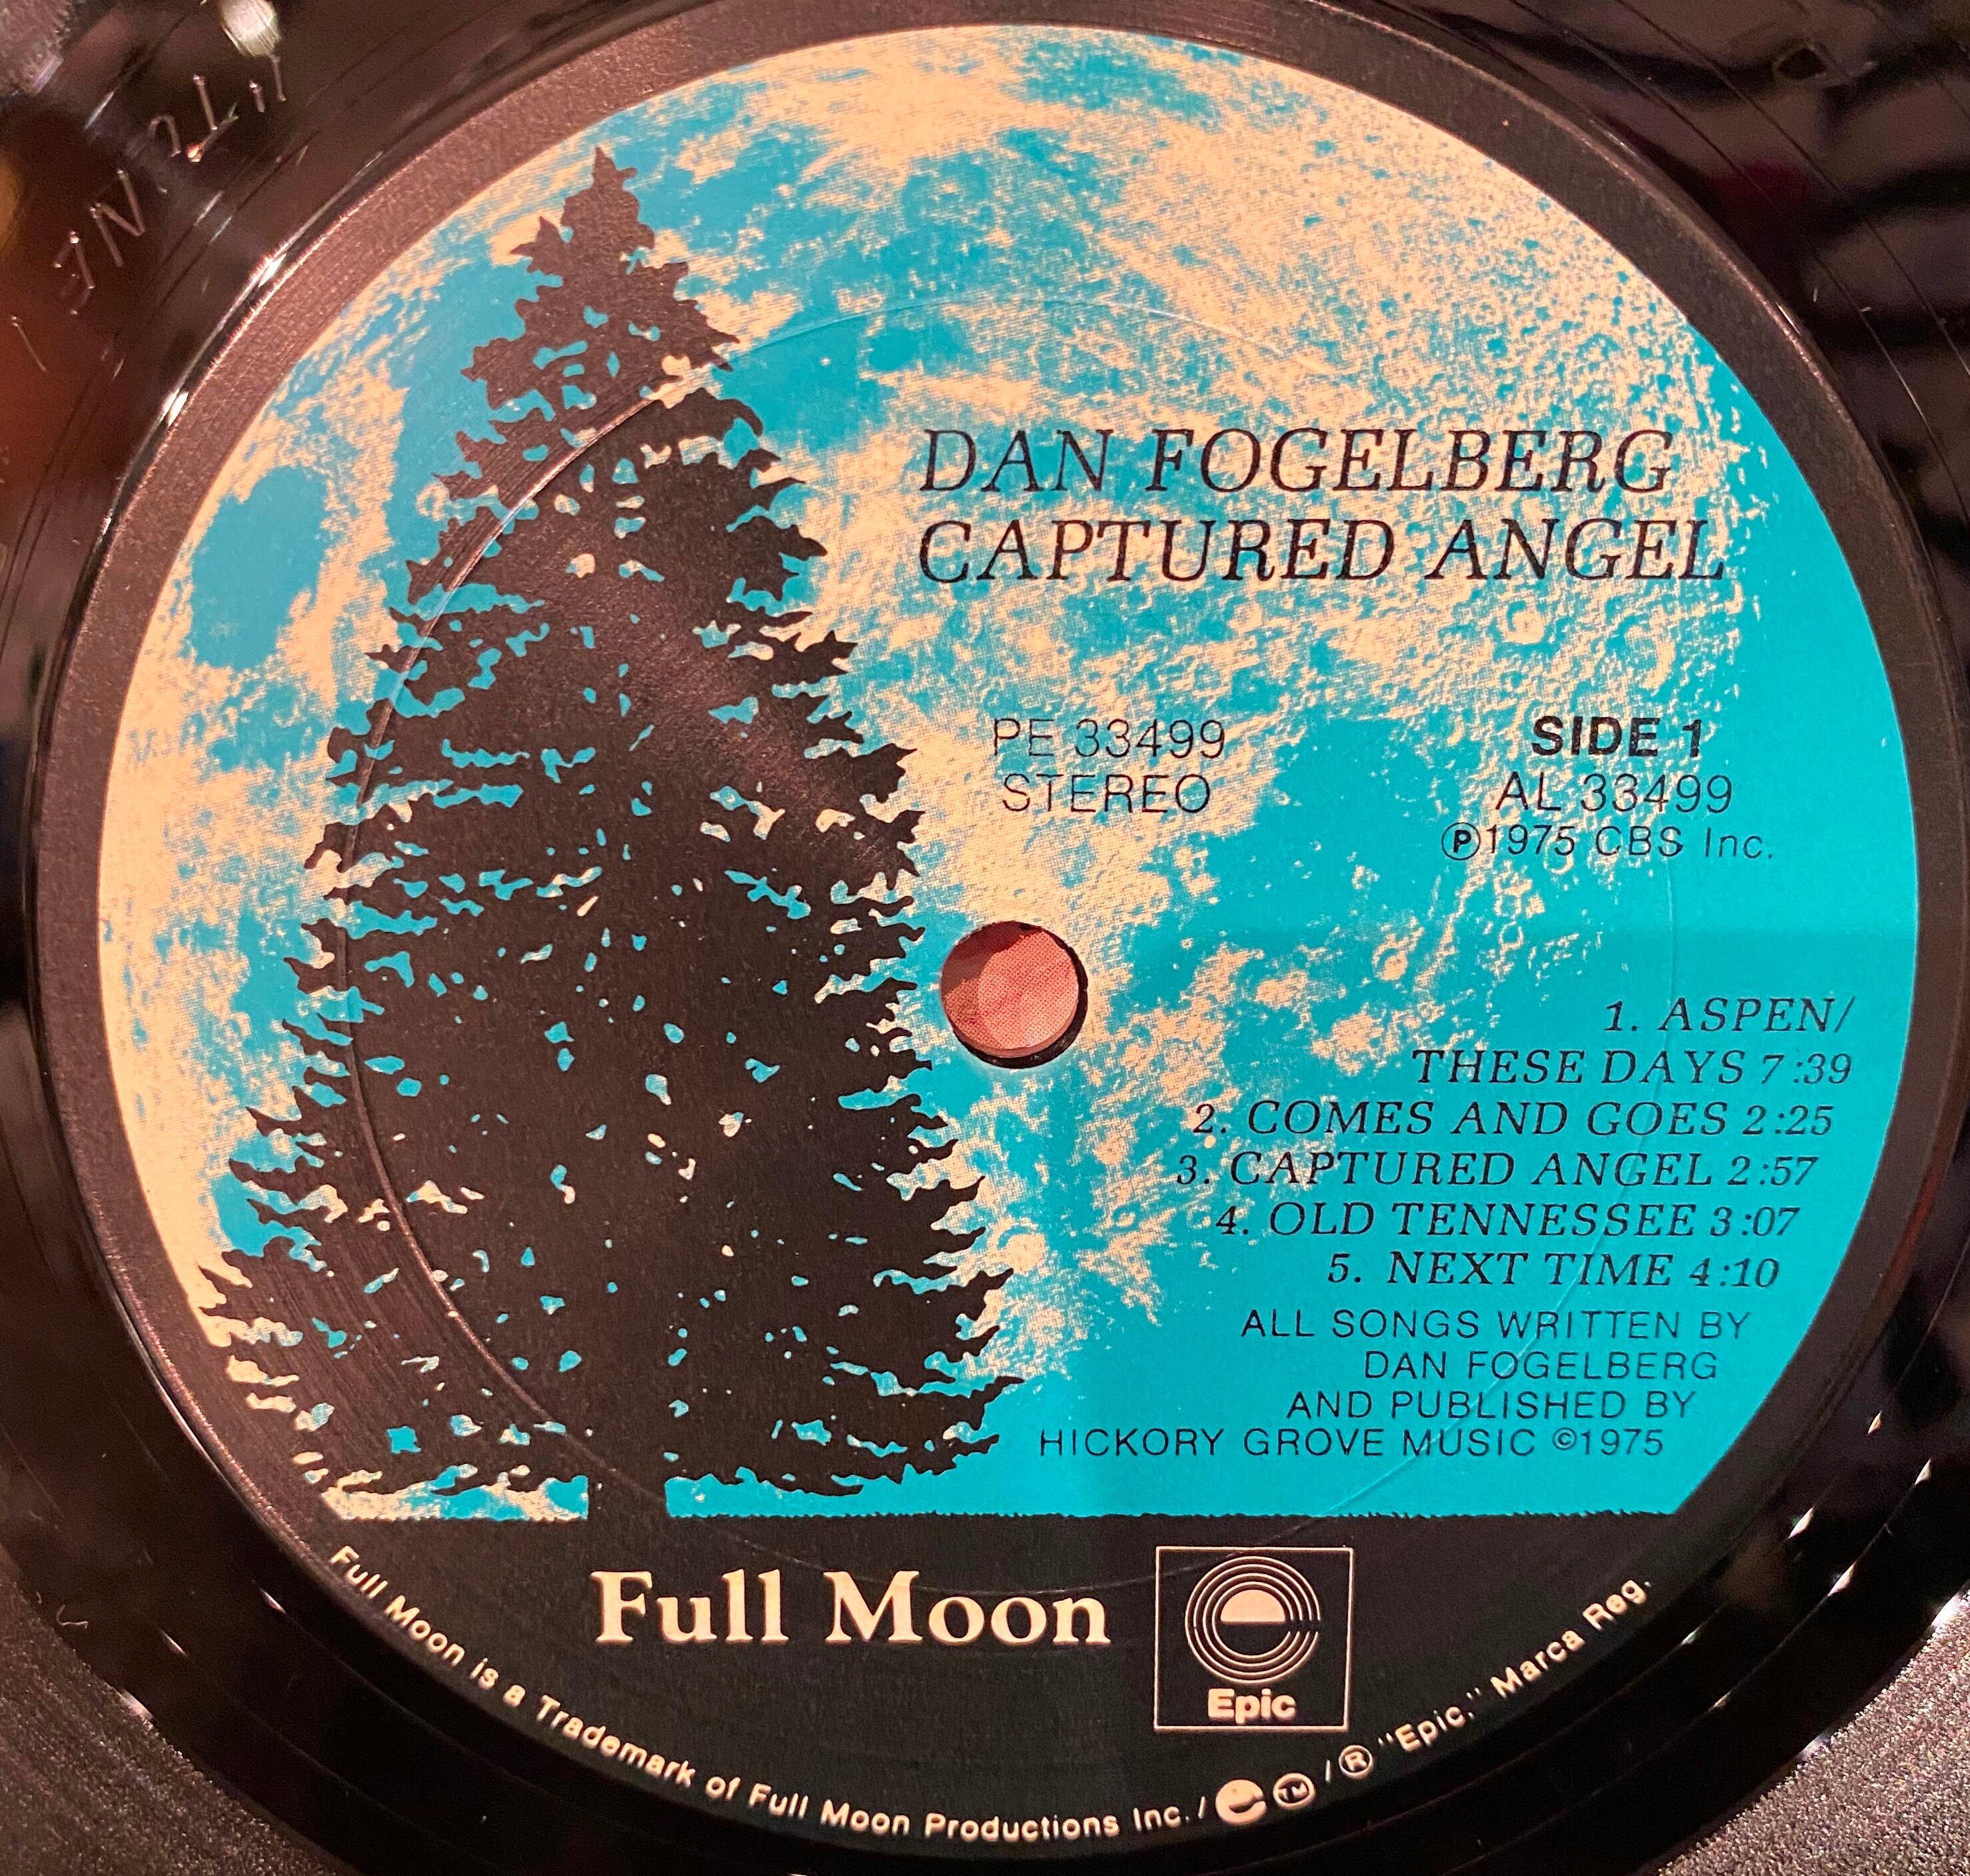 DAN FOGELBERG
CAPTURED ANGEL
PE 33499
STEREO
SIDE 1
AL 33499
Ⓟ1975 CBS Inc.
1. ASPEN/
THESE DAYS 7:39
2. COMES AND GOES 2:25
3. CAPTURED ANGEL 2:57
4. OLD TENNESSEE 3:07
5. NEXT TIME 4:10
ALL SONGS WRITTEN BY
DAN FOGELBERG
AND PUBLISHED BY
HICKORY GROVE MUSIC ©1975
Full Moon
Epic
Full Moon is a Trademark of Full Moon Productions Inc. / e ™ / ® "Epic," Marca Reg.